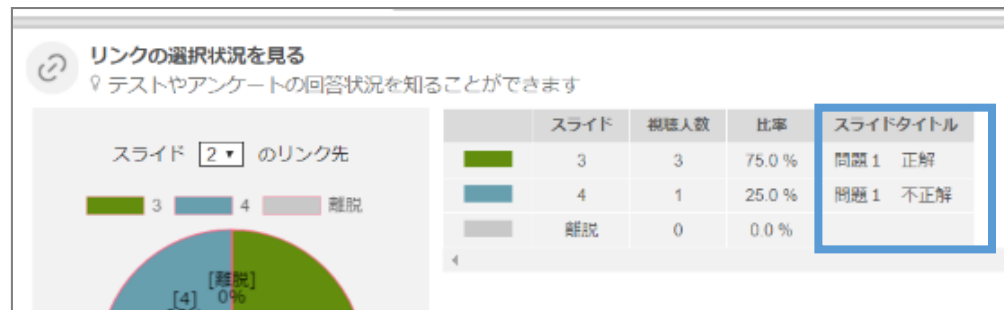 リンクの選択状況を見る
テストやアンケートの回答状況を知ることができます
スライド 2 のリンク先
3 4 離脱
[離脱]
0%
[4]
スライド 視聴人数 比率 スライドタイトル
3 3 75.0 % 問題1 正解
4 1 25.0 % 問題1 不正解
離脱 0 0.0 %